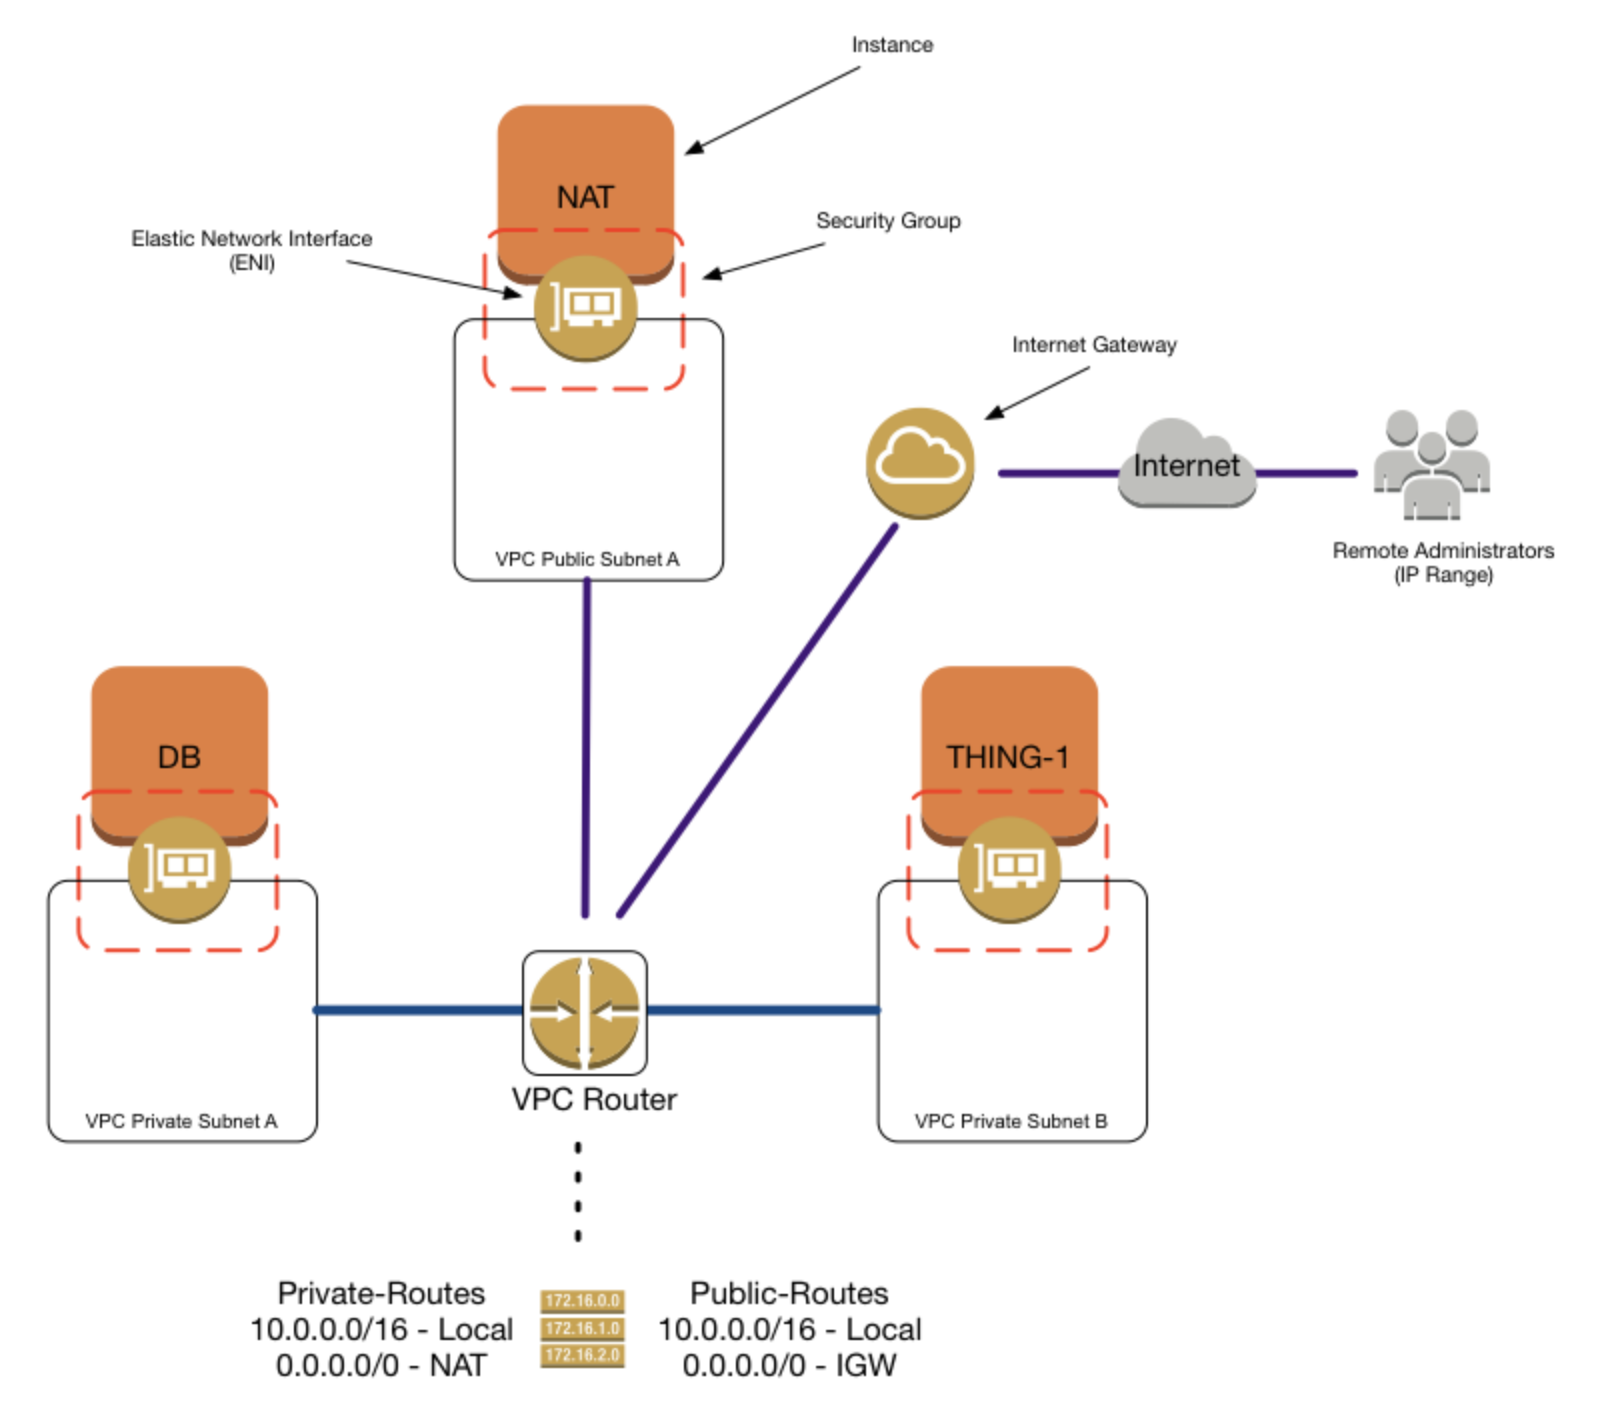 Instance
NAT
Security Group
Elastic Network Interface
(ENI)
Internet Gateway
Internet
Remote Administrators
(IP Range)
VPC Public Subnet A
DB
THING-1
VPC Router
VPC Private Subnet A
VPC Private Subnet B
Private-Routes
10.0.0.0/16 - Local
0.0.0.0/0 - NAT
172.16.0.0
172.16.1.0
172.16.2.0
Public-Routes
10.0.0.0/16 - Local
0.0.0.0/0 - IGW